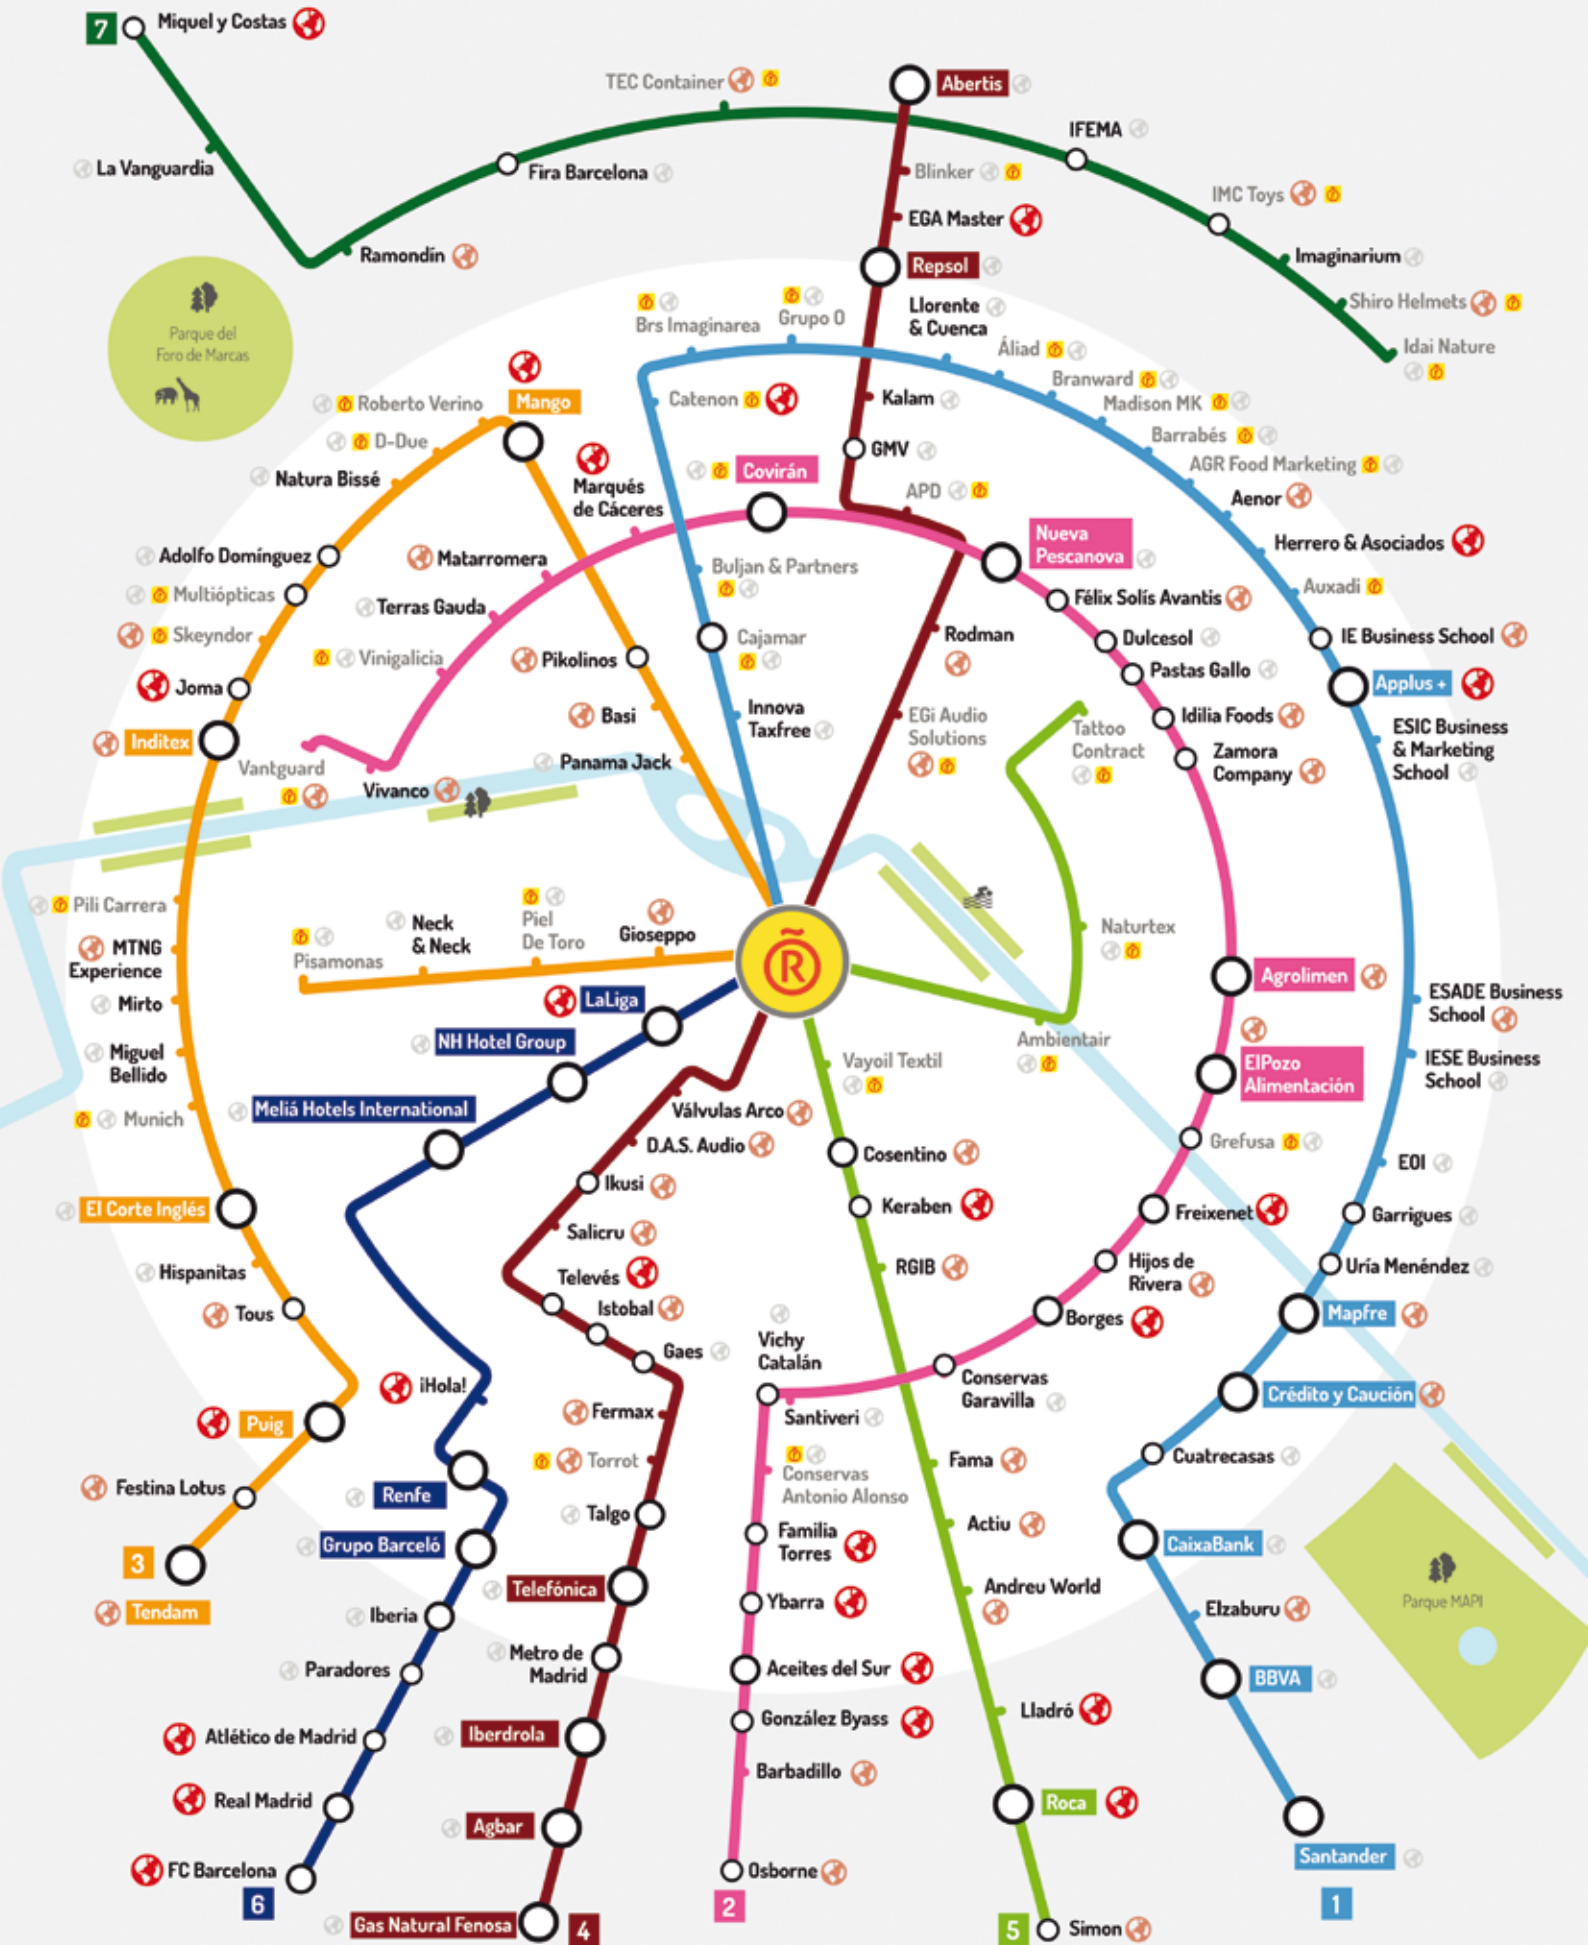 7
Miquel y Costas
TEC Container
Abertis
IFEMA
La Vanguardia
Fira Barcelona
Blinker
IMC Toys
EGA Master
Ramondín
Repsol
Imaginarium
Shiro Helmets
Idai Nature
Parque del
Foro de Marcas
Brs Imaginarea
Grupo O
Llorente
& Cuenca
Áliad
Branward
Madison MK
Barrabés
AGR Food Marketing
Aenor
Herrero & Asociados
Auxadi
IE Business School
Applus +
ESIC Business
& Marketing
School
Roberto Verino
Mango
D-Due
Natura Bissé
Catenon
Kalam
GMV
APD
Marqués
de Cáceres
Covirán
Nueva
Pescanova
Adolfo Domínguez
Multiópticas
Skeyndor
Joma
Inditex
Matarromera
Terras Gauda
Vinigalicia
Vantguard
Vivanco
Pikolinos
Basi
Panama Jack
Buljan & Partners
Cajamar
Innova
Taxfree
Rodman
EGi Audio
Solutions
Félix Solís Avantis
Dulcesol
Pastas Gallo
Idilia Foods
Zamora
Company
Tattoo
Contract
Naturtex
Ambientair
Pili Carrera
MTNG
Experience
Mirto
Miguel
Bellido
Munich
Pisamonas
Neck
& Neck
Piel
De Toro
Gioseppo
R̃
LaLiga
NH Hotel Group
Meliá Hotels International
Agrolimen
ElPozo
Alimentación
Grefusa
ESADE Business
School
IESE Business
School
EOI
Garrigues
Uría Menéndez
Mapfre
Crédito y Caución
Cuatrecasas
CaixaBank
Elzaburu
BBVA
Santander
1
Vayoil Textil
Cosentino
Keraben
RGIB
Válvulas Arco
D.A.S. Audio
Ikusi
Salicru
Televés
Istobal
Gaes
Fermax
Torrot
Talgo
Telefónica
Metro de
Madrid
Iberdrola
Agbar
Gas Natural Fenosa
4
El Corte Inglés
Hispanitas
Tous
Puig
Festina Lotus
3
Tendam
¡Hola!
Renfe
Grupo Barceló
Iberia
Paradores
Atlético de Madrid
Real Madrid
FC Barcelona
6
Freixenet
Hijos de
Rivera
Borges
Conservas
Garavilla
Vichy
Catalán
Santiveri
Conservas
Antonio Alonso
Familia
Torres
Ybarra
Aceites del Sur
González Byass
Barbadillo
Osborne
2
Fama
Actiu
Andreu World
Lladró
Roca
Simon
5
Parque MAPI